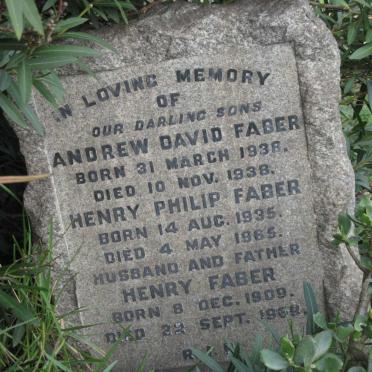 IN LOVING MEMORY
OF
OUR DARLING SONS
ANDREW DAVID FABER
BORN 31 MARCH 1938.
DIED 10 NOV. 1938.
HENRY PHILIP FABER
BORN 14 AUG. 1935.
DIED 4 MAY 1965.
HUSBAND AND FATHER
HENRY FABER
BORN 8 DEC. 1909.
DIED SEPT.